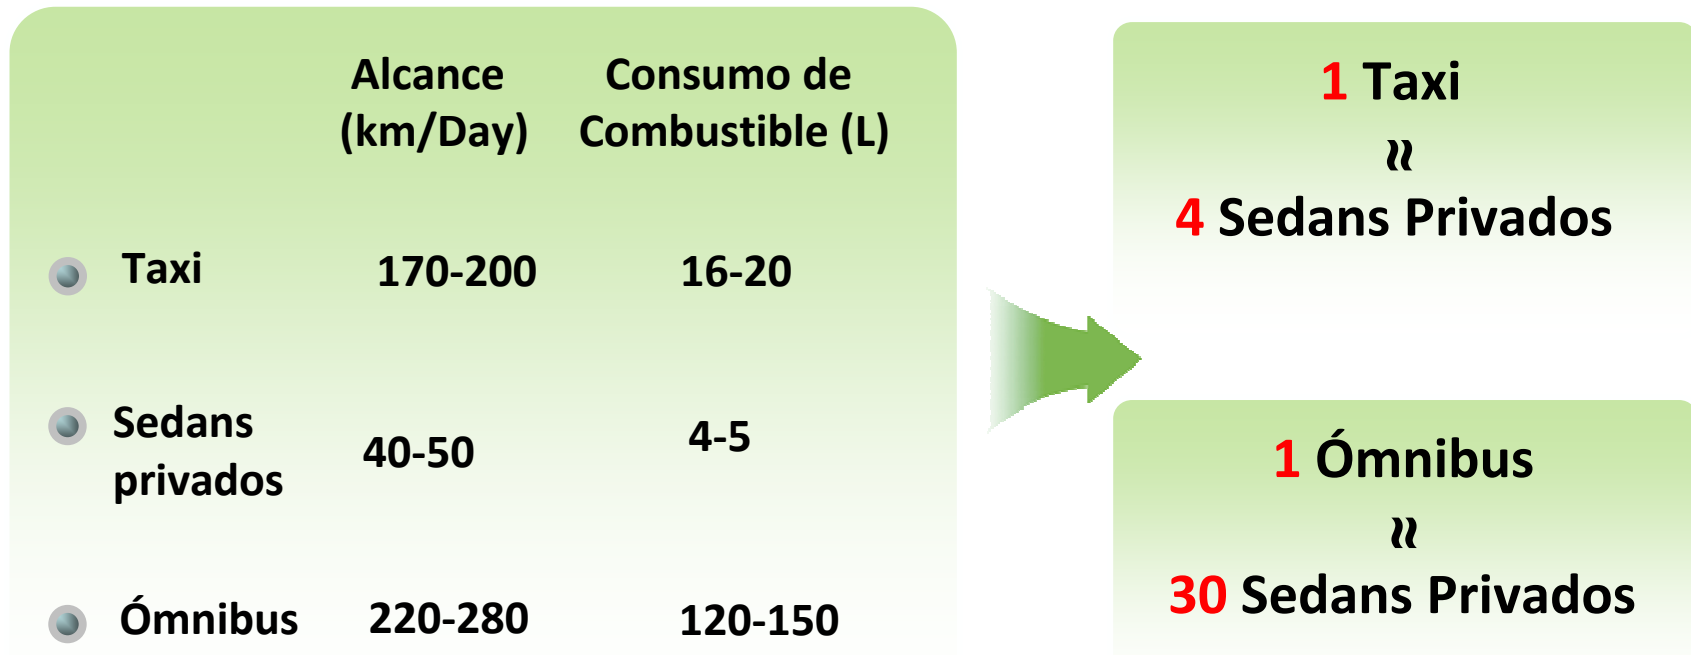 Alcance Consumo de
(km/Day) Combustible (L)
Taxi 170-200 16-20
Sedans
privados 40-50 4-5
Ómnibus 220-280 120-150
1 Taxi
≈
4 Sedans Privados
1 Ómnibus
≈
30 Sedans Privados